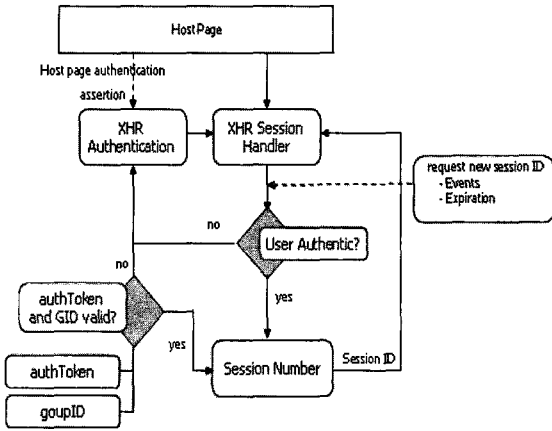 HostPage
Host page authentication
assertion
XHR
Authentication
XHR Session
Handler
request new session ID
- Events
- Expiration
no
User Authentic?
no
yes
authToken
and GID valid?
yes
Session Number
Session ID
authToken
goupID